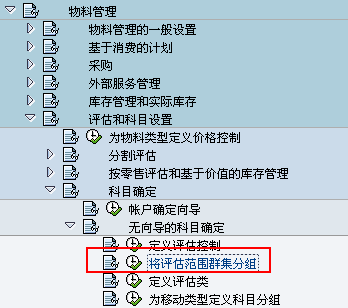 物料管理
物料管理的一般设置
基于消费的计划
采购
外部服务管理
库存管理和实际库存
评估和科目设置
为物料类型定义价格控制
分割评估
按零售评估和基于价值的库存管理
科目确定
帐户确定向导
无向导的科目确定
定义评估控制
将评估范围群集分组
定义评估类
为移动类型定义科目分组